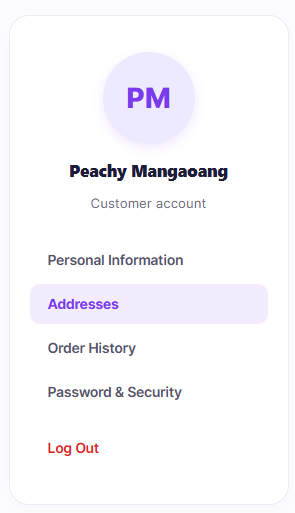 PM
Peachy Mangaoang
Customer account
Personal Information
Addresses
Order History
Password & Security
Log Out